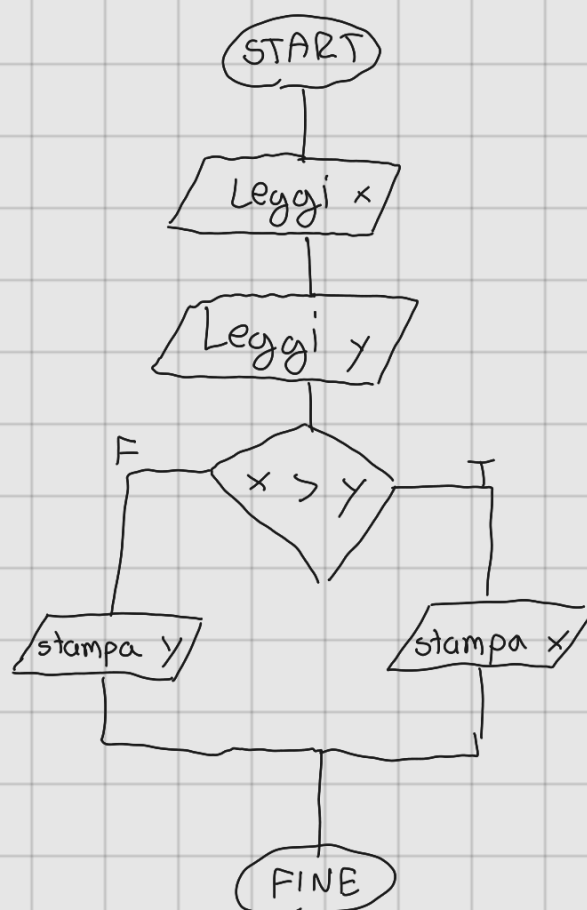 START
Leggi x
Leggi y
x > y
F
T
stampa y
stampa x
FINE